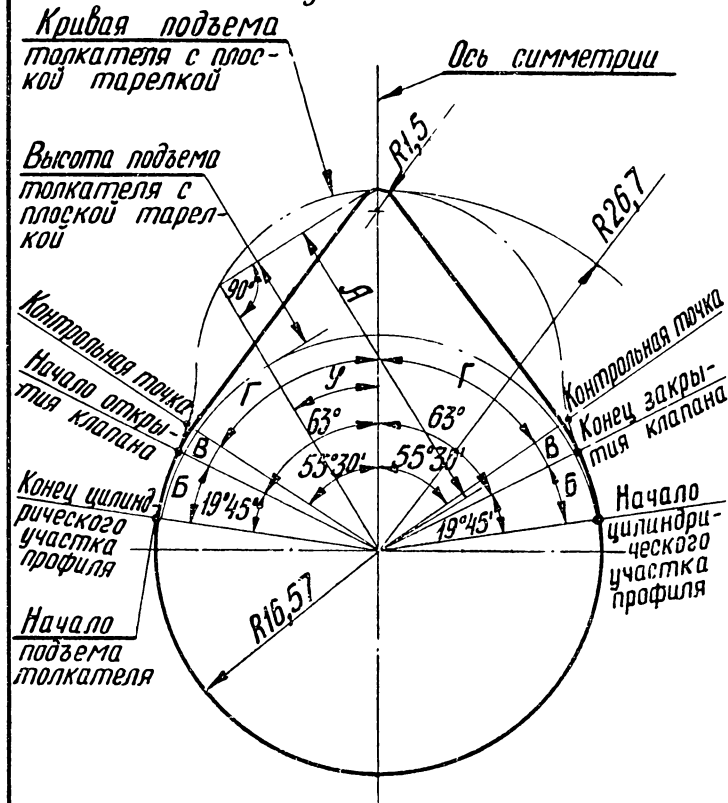 Кривая подъема
толкателя с плос-
кой тарелкой
Ось симметрии
R1,5
Высота подъема
толкателя с
плоской тарел-
кой
R26,7
90°
А
Контрольная точка
Контрольная точка
Начало откры-
тия клапана
Конец закры-
тия клапана
Г
У
Г
63°
63°
В
В
55°30'
55°30'
Б
Б
19°45'
19°45'
Конец цилинд-
рического
участка
профиля
Начало
цилиндри-
ческого
участка
профиля
R16,57
Начало
подъема
толкателя